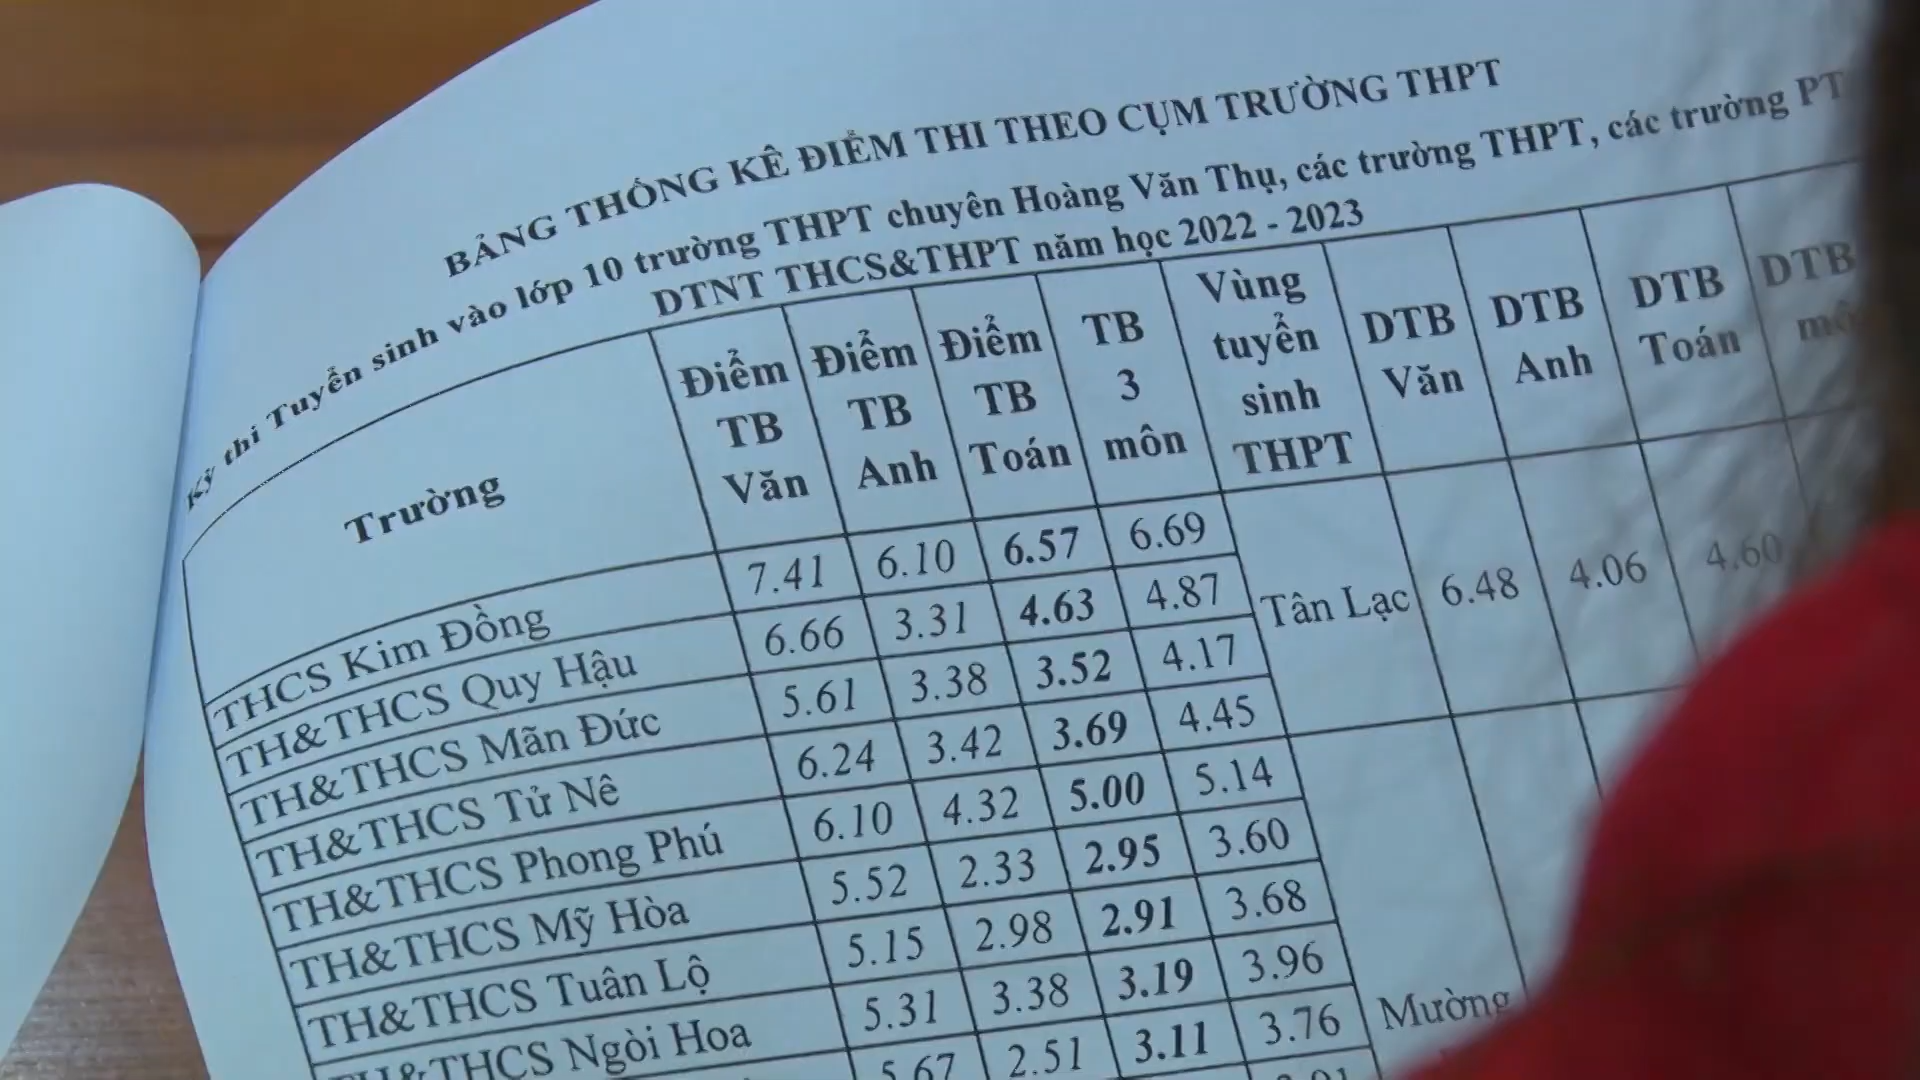 BẢNG THỐNG KÊ ĐIỂM THI THEO CỤM TRƯỜNG THPT
Kỳ thi Tuyển sinh vào lớp 10 trường THPT chuyên Hoàng Văn Thụ, các trường THPT, các trường PT
DTNT THCS&THPT năm học 2022 - 2023
Trường Điểm TB Văn Điểm TB Anh Điểm TB Toán TB 3 môn Vùng tuyển sinh THPT DTB Văn DTB Anh DTB Toán DTB
THCS Kim Đồng 7.41 6.10 6.57 6.69 Tân Lạc 6.48 4.06 4.60
TH&THCS Quy Hậu 6.66 3.31 4.63 4.87
TH&THCS Mãn Đức 5.61 3.38 3.52 4.17
TH&THCS Tử Nê 6.24 3.42 3.69 4.45
TH&THCS Phong Phú 6.10 4.32 5.00 5.14
TH&THCS Mỹ Hòa 5.52 2.33 2.95 3.60
TH&THCS Tuân Lộ 5.15 2.98 2.91 3.68
TH&THCS Ngòi Hoa 5.31 3.38 3.19 3.96 Mường
5.67 2.51 3.11 3.76